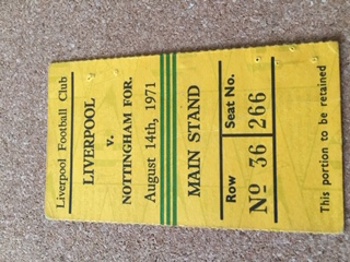 Liverpool Football Club
LIVERPOOL
v.
NOTTINGHAM FOR.
August 14th, 1971
MAIN STAND
Row Seat No.
Nº 36 266
This portion to be retained